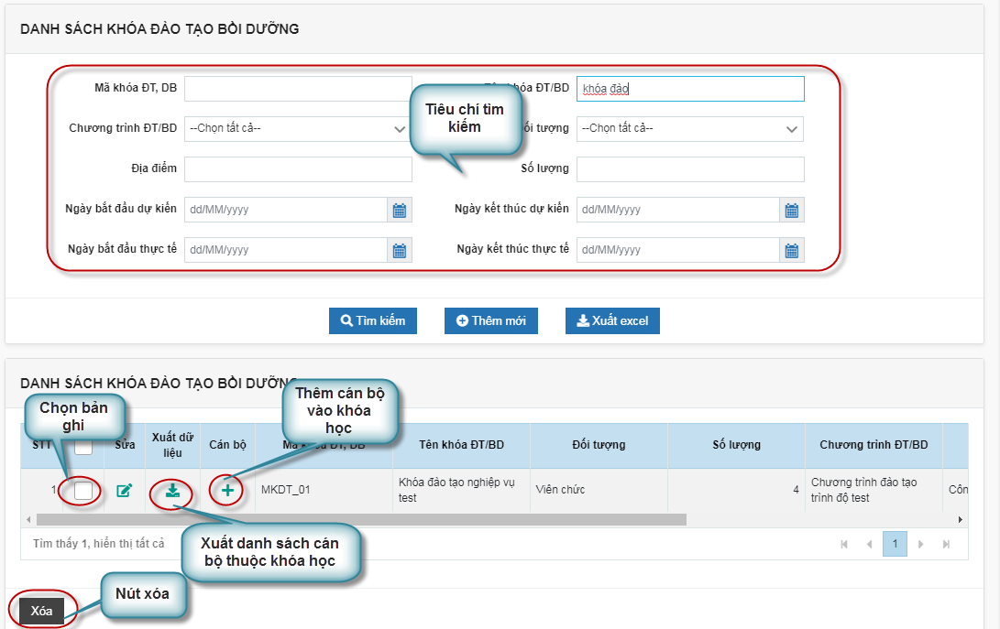 DANH SÁCH KHÓA ĐÀO TẠO BỒI DƯỠNG
Mã khóa ĐT, DB
khóa ĐT/BD khóa đào
Tiêu chí tìm
kiếm
Chương trình ĐT/BD --Chọn tất cả--
tượng --Chọn tất cả--
Địa điểm
Số lượng
Ngày bắt đầu dự kiến dd/MM/yyyy
Ngày kết thúc dự kiến dd/MM/yyyy
Ngày bắt đầu thực tế dd/MM/yyyy
Ngày kết thúc thực tế dd/MM/yyyy
Tìm kiếm Thêm mới Xuất excel
DANH SÁCH KHÓA ĐÀO TẠO BỒI DƯỠNG
Chọn bản
ghi
Thêm cán bộ
vào khóa
học
STT Sửa Xuất dữ
liệu Cán bộ Mã khóa ĐT, DB Tên khóa ĐT/BD Đối tượng Số lượng Chương trình ĐT/BD
1 MKDT_01 Khóa đảo tạo nghiệp vụ
test Viên chức 4 Chương trình đảo tạo
trình độ test Côn
Tìm thấy 1, hiển thị tất cả
1
Xuất danh sách cán
bộ thuộc khóa học
Nút xóa
Xóa